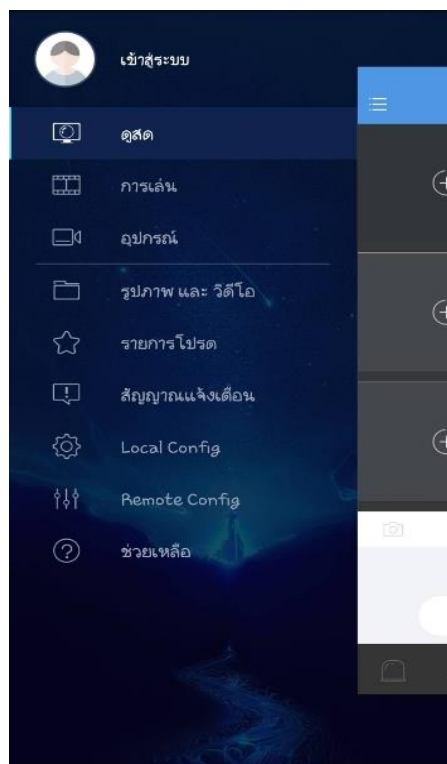 เข้าสู่ระบบ
ดูสด
การเล่น
อุปกรณ์
รูปภาพ และ วิดีโอ
รายการโปรด
สัญญาณแจ้งเตือน
Local Config
Remote Config
ช่วยเหลือ